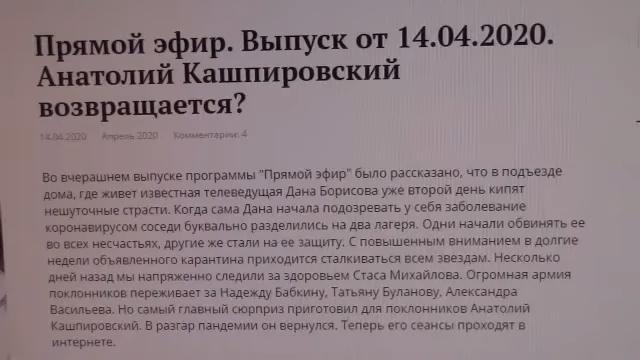 Прямой эфир. Выпуск от 14.04.2020.
Анатолий Кашпировский
возвращается?
14.04.2020 Апрель 2020 Комментарии: 4
Во вчерашнем выпуске программы "Прямой эфир" было рассказано, что в подъезде
дома, где живет известная телеведущая Дана Борисова уже второй день кипят
нешуточные страсти. Когда сама Дана начала подозревать у себя заболевание
коронавирусом соседи буквально разделились на два лагеря. Одни начали обвинять ее
во всех несчастьях, другие же стали на ее защиту. С повышенным вниманием в долгие
недели объявленного карантина приходится сталкиваться всем звездам. Несколько
дней назад мы напряженно следили за здоровьем Стаса Михайлова. Огромная армия
поклонников переживает за Надежду Бабкину, Татьяну Буланову, Александра
Васильева. Но самый главный сюрприз приготовил для поклонников Анатолий
Кашпировский. В разгар пандемии он вернулся. Теперь его сеансы проходят в
интернете.